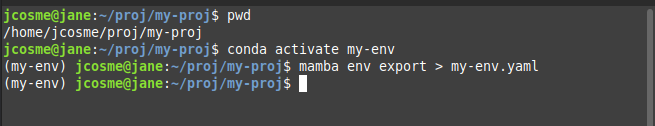 jcosme@jane:~/proj/my-proj$ pwd
/home/jcosme/proj/my-proj
jcosme@jane:~/proj/my-proj$ conda activate my-env
(my-env) jcosme@jane:~/proj/my-proj$ mamba env export > my-env.yaml
(my-env) jcosme@jane:~/proj/my-proj$